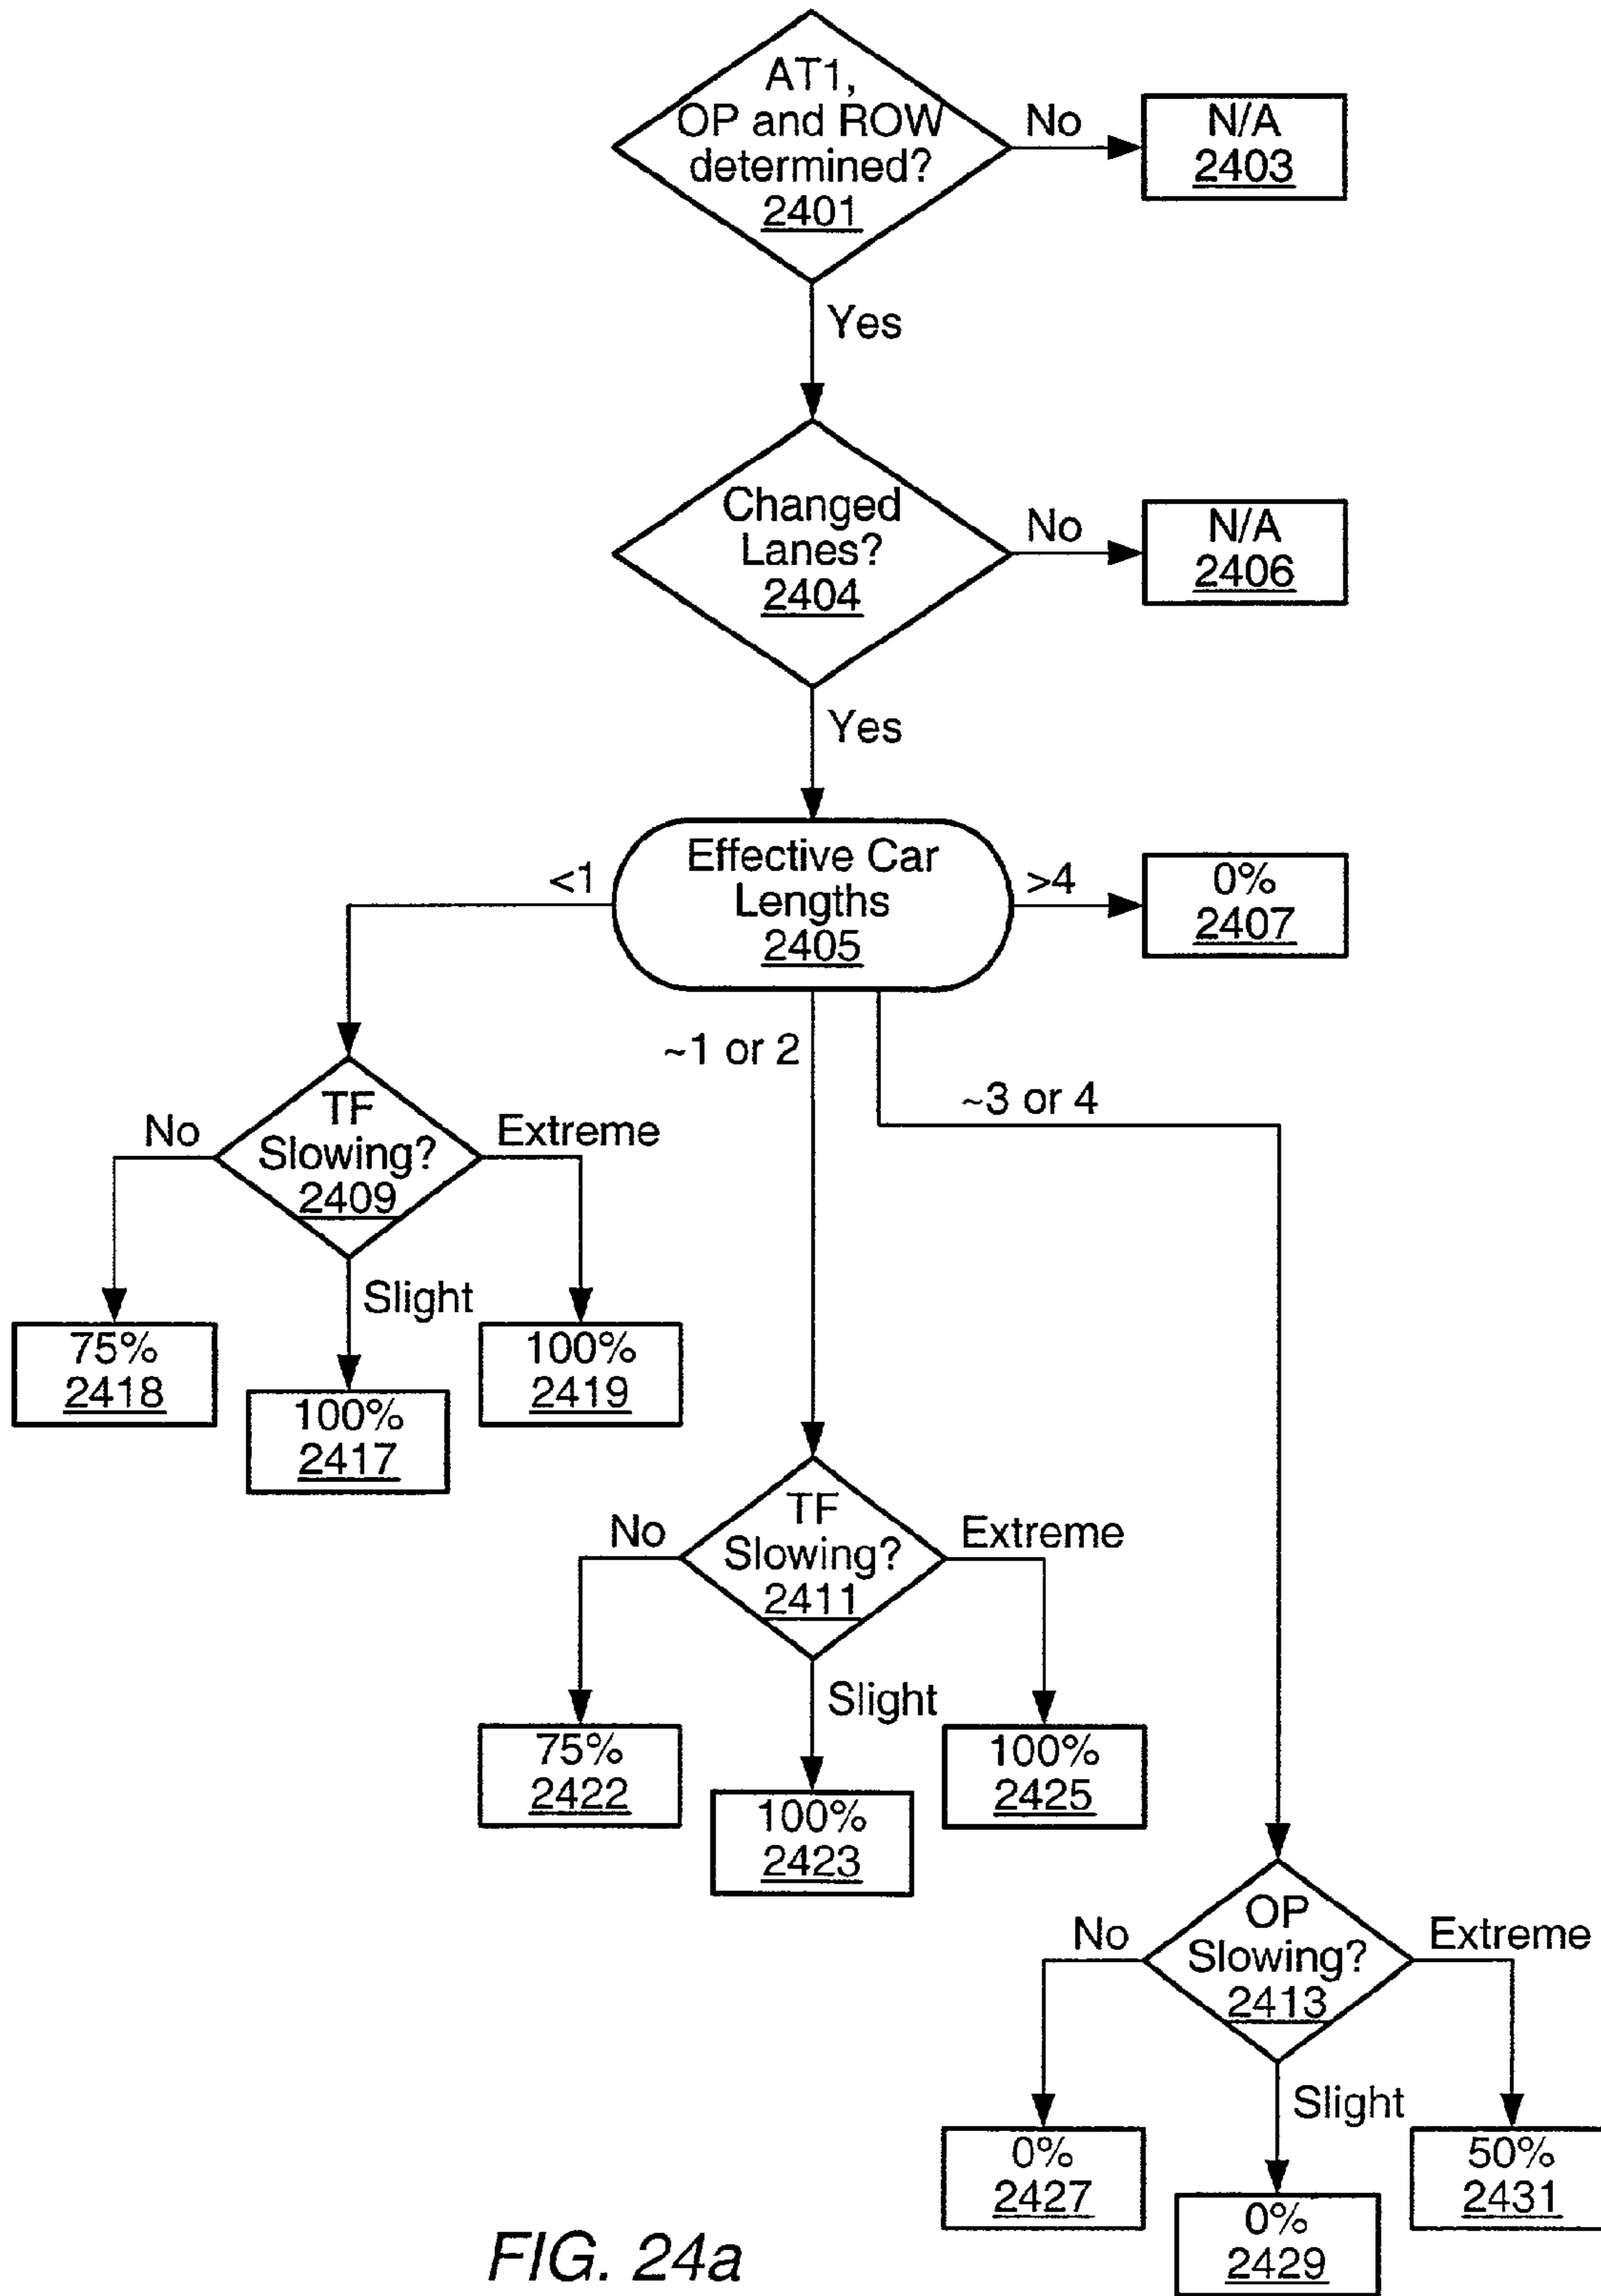 AT1,
OP and ROW
determined?
2401
No
N/A
2403
Yes
Changed
Lanes?
2404
No
N/A
2406
Yes
Effective Car
Lengths
2405
<1
>4
0%
2407
~1 or 2
~3 or 4
TF
Slowing?
2409
No
Extreme
Slight
75%
2418
100%
2417
100%
2419
TF
Slowing?
2411
No
Extreme
Slight
75%
2422
100%
2423
100%
2425
OP
Slowing?
2413
No
Extreme
Slight
0%
2427
0%
2429
50%
2431
FIG. 24a